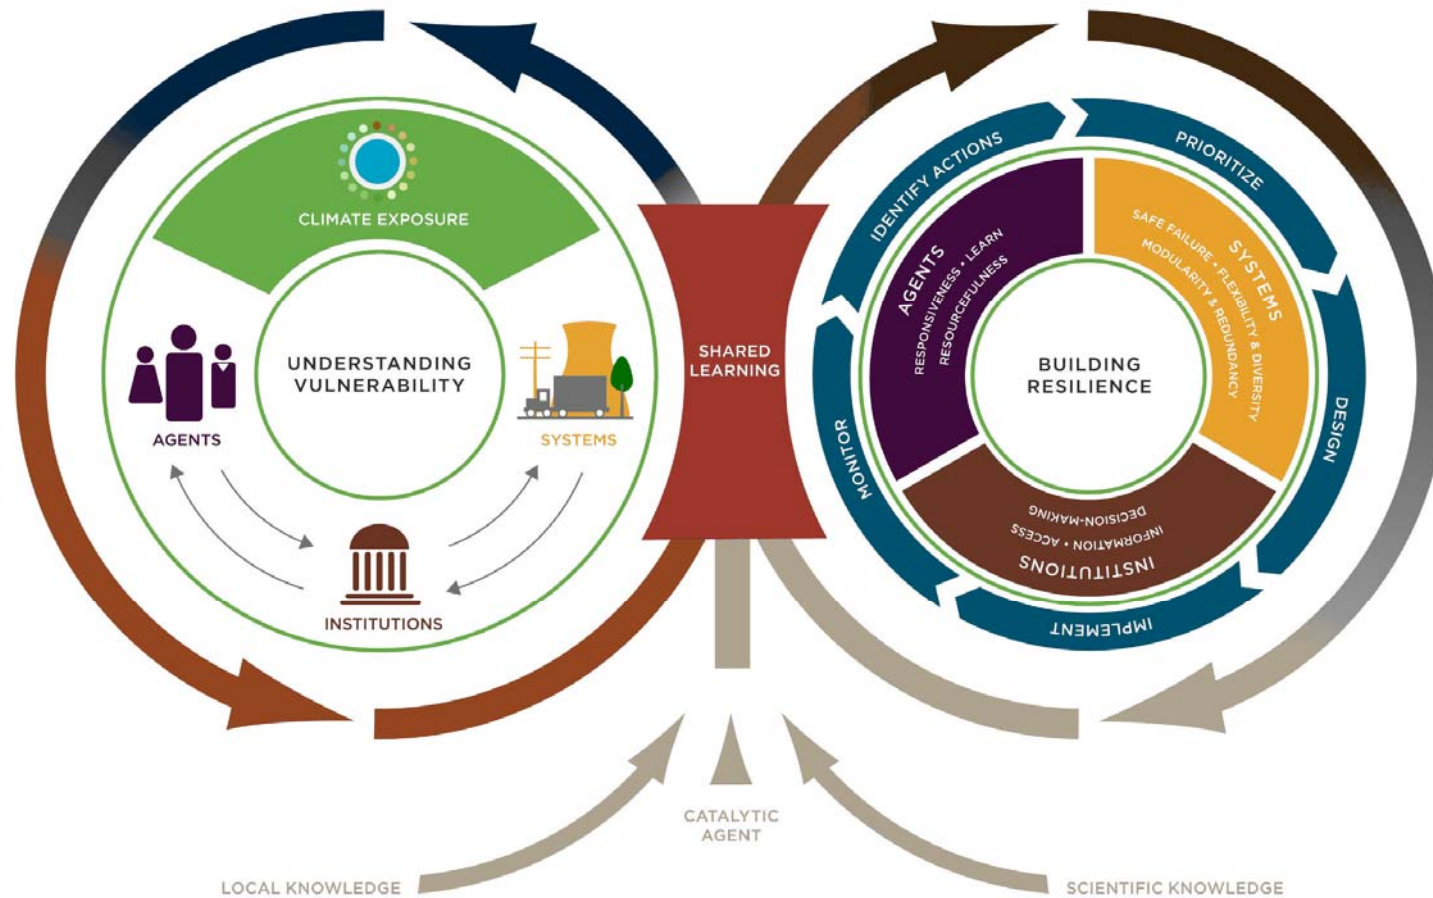 CLIMATE EXPOSURE
UNDERSTANDING
VULNERABILITY
AGENTS
SYSTEMS
INSTITUTIONS
SHARED
LEARNING
IDENTIFY ACTIONS
PRIORITIZE
DESIGN
IMPLEMENT
MONITOR
AGENTS
RESPONSIVENESS • LEARN
RESOURCEFULNESS
SYSTEMS
SAFE FAILURE • FLEXIBILITY & DIVERSITY
MODULARITY & REDUNDANCY
BUILDING
RESILIENCE
INSTITUTIONS
INFORMATION • ACCESS
DECISION-MAKING
CATALYTIC
AGENT
LOCAL KNOWLEDGE
SCIENTIFIC KNOWLEDGE